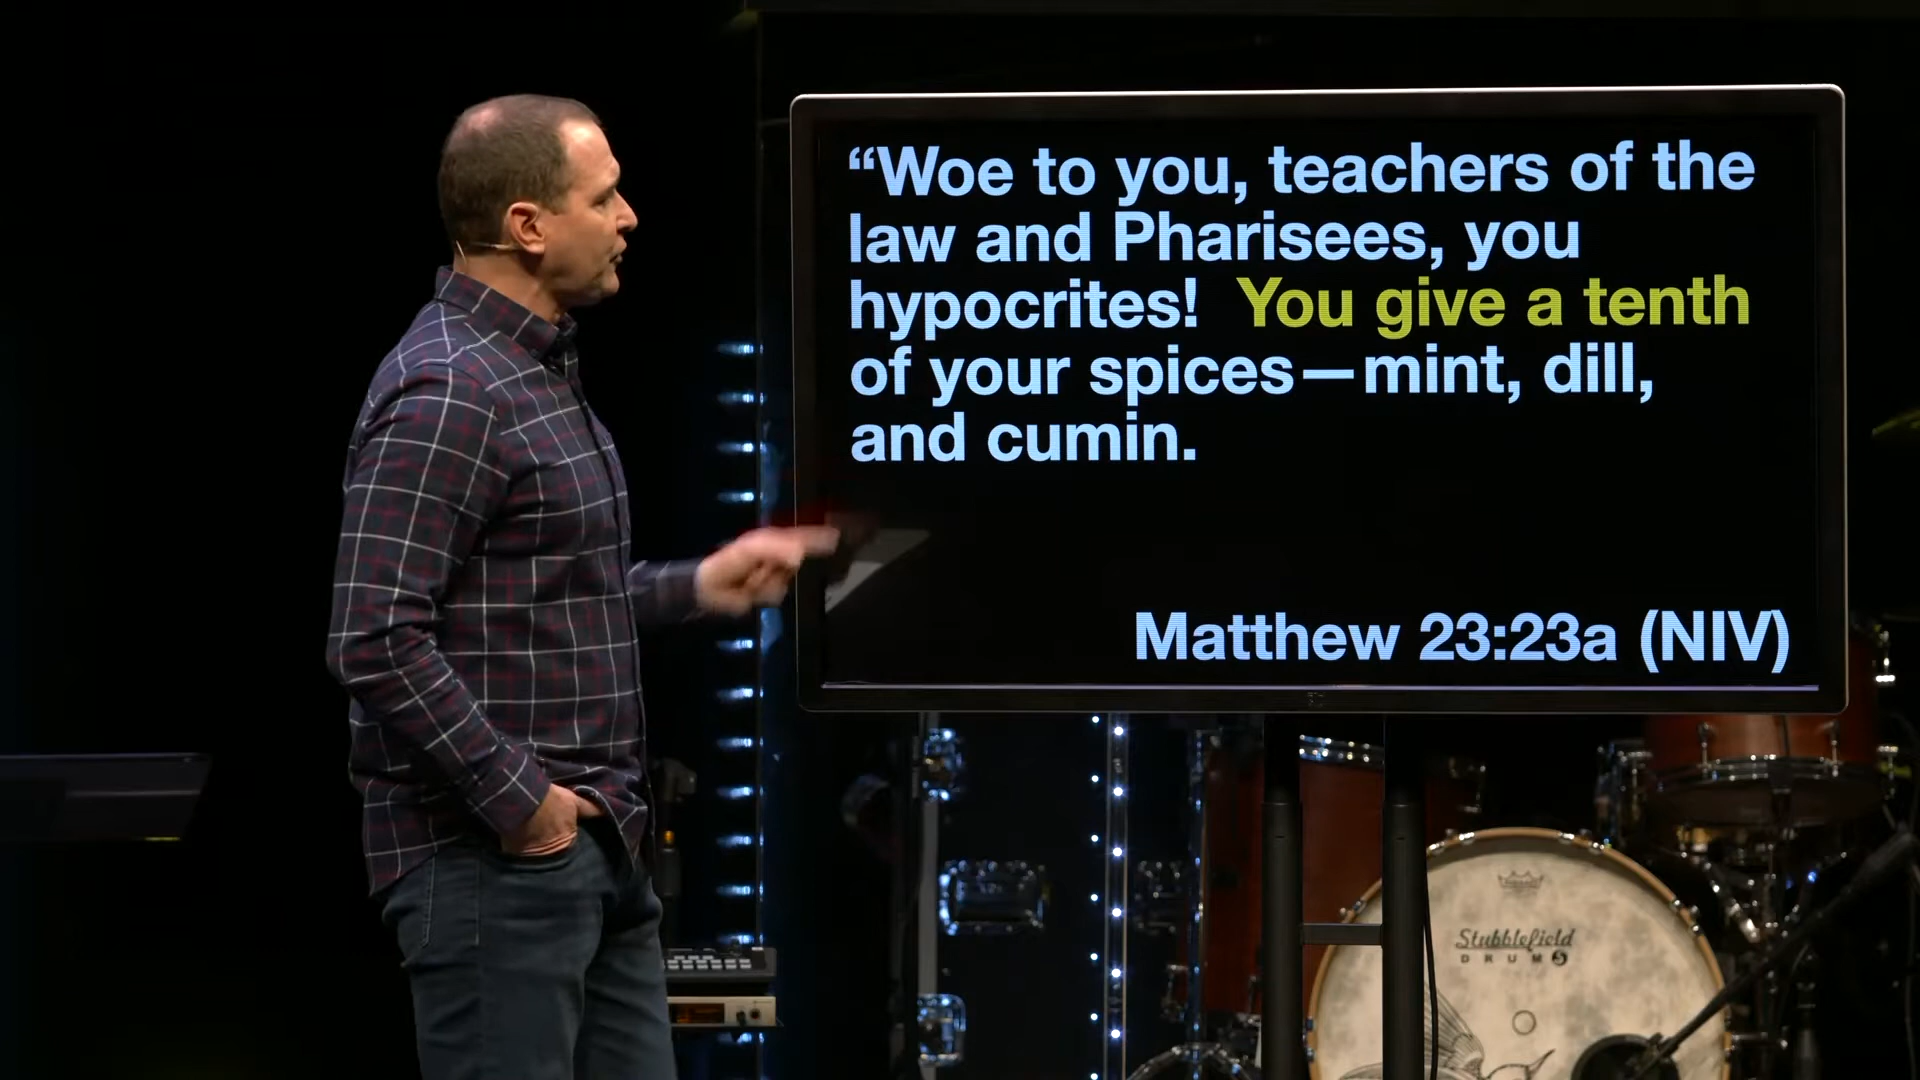 “Woe to you, teachers of the
law and Pharisees, you
hypocrites!  You give a tenth
of your spices—mint, dill,
and cumin.
Matthew 23:23a (NIV)
Stubblefield
DRUMS